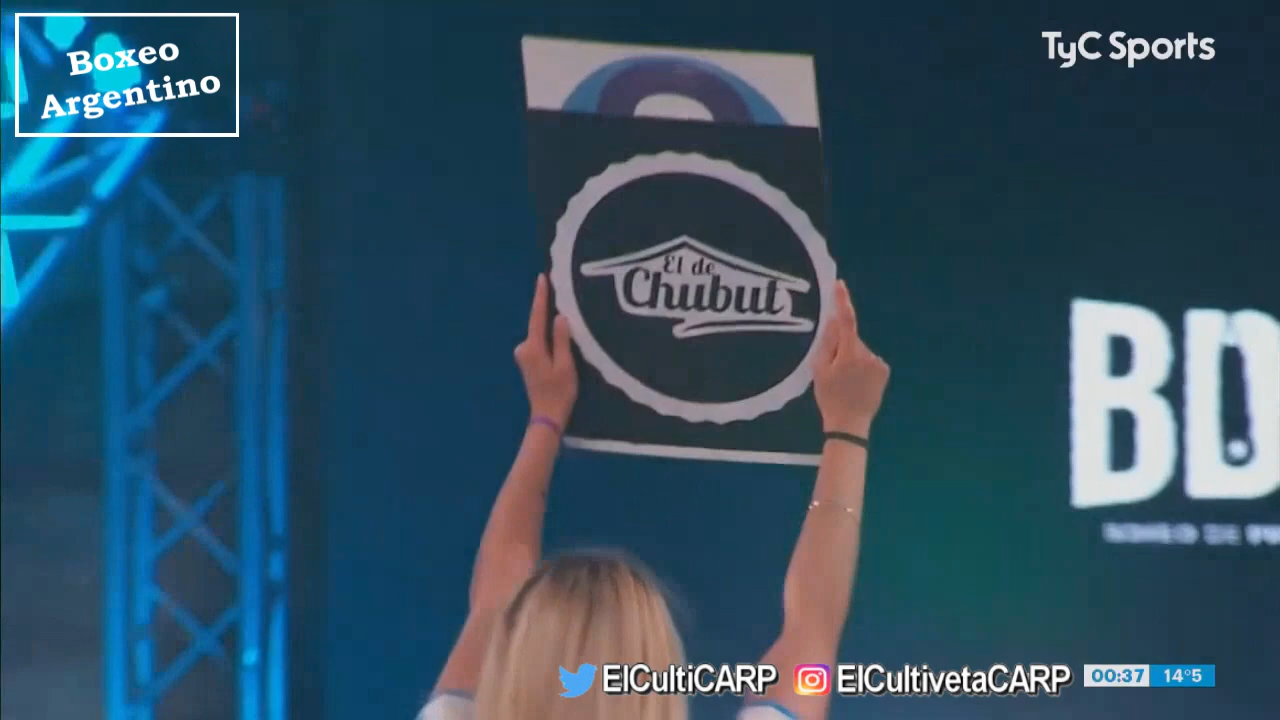 Boxeo
Argentino
TyC Sports
El de
Chubut
BD
ElCultiCARP
ElCultivetaCARP
00:37
14°5